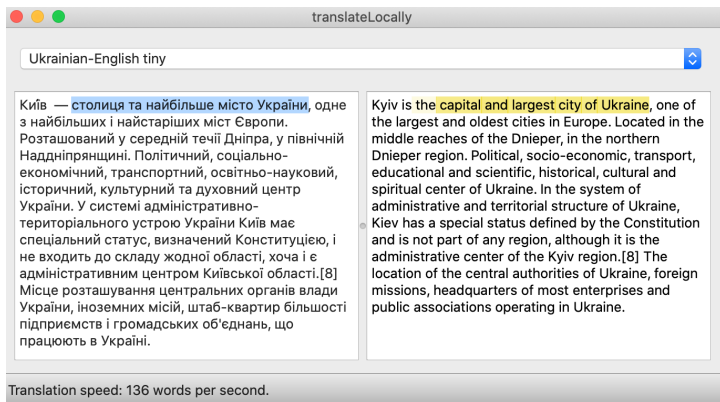 translateLocally
Ukrainian-English tiny
Київ — столиця та найбільше місто України, одне
з найбільших і найстаріших міст Європи.
Розташований у середній течії Дніпра, у північній
Наддніпрянщині. Політичний, соціально-
економічний, транспортний, освітньо-науковий,
історичний, культурний та духовний центр
України. У системі адміністративно-
територіального устрою України Київ має
спеціальний статус, визначений Конституцією, і
не входить до складу жодної області, хоча і є
адміністративним центром Київської області.[8]
Місце розташування центральних органів влади
України, іноземних місій, штаб-квартир більшості
підприємств і громадських об'єднань, що
працюють в Україні.
Kyiv is the capital and largest city of Ukraine, one of
the largest and oldest cities in Europe. Located in the
middle reaches of the Dnieper, in the northern
Dnieper region. Political, socio-economic, transport,
educational and scientific, historical, cultural and
spiritual center of Ukraine. In the system of
administrative and territorial structure of Ukraine,
Kiev has a special status defined by the Constitution
and is not part of any region, although it is the
administrative center of the Kyiv region.[8] The
location of the central authorities of Ukraine, foreign
missions, headquarters of most enterprises and
public associations operating in Ukraine.
Translation speed: 136 words per second.